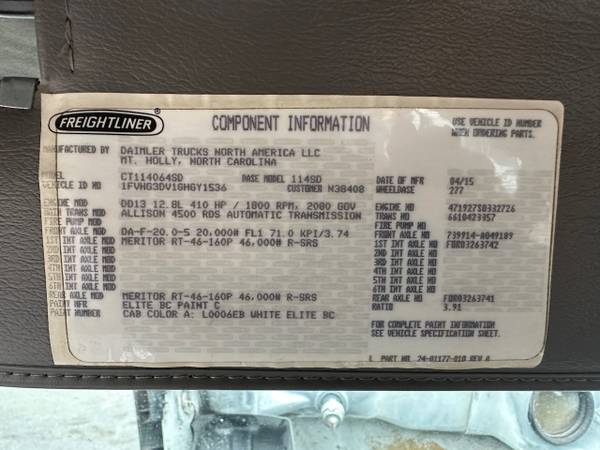 FREIGHTLINER ®
COMPONENT INFORMATION
USE VEHICLE ID NUMBER
WHEN ORDERING PARTS.
MANUFACTURED BY DAIMLER TRUCKS NORTH AMERICA LLC
MT. HOLLY, NORTH CAROLINA
MODEL CT114064SD BASE MODEL 114SD DATE OF MFR 04/15
VEHICLE ID NO 1FVHG3DV1GHGY1536 CUSTOMER N38408 WHEELBASE 277
ENGINE MOD DD13 12.8L 410 HP / 1800 RPM, 2080 GOV ENGINE NO 471927S0332726
MAIN TRANS MOD ALLISON 4500 RDS AUTOMATIC TRANSMISSION TRANS NO 6610423357
FIRE PUMP MOD FIRE PUMP NO
FRONT AXLE MOD DA-F-20.0-5 20,000# FL1 71.0 KPI/3.74 FRONT AXLE NO 739914-A049189
1ST INT AXLE MOD MERITOR RT-46-160P 46,000# R-SRS 1ST INT AXLE NO FDR03263742
2ND INT AXLE MOD 2ND INT AXLE NO
3RD INT AXLE MOD 3RD INT AXLE NO
4TH INT AXLE MOD 4TH INT AXLE NO
5TH INT AXLE MOD 5TH INT AXLE NO
6TH INT AXLE MOD 6TH INT AXLE NO
REAR AXLE MOD MERITOR RT-46-160P 46,000# R-SRS REAR AXLE NO FDR03263741
PAINT MFR ELITE BC PAINT C RATIO 3.91
PAINT NUMBER CAB COLOR A: L0006EB WHITE ELITE BC
FOR COMPLETE PAINT INFORMATION
SEE VEHICLE SPECIFICATION SHEET.
PART NO. 24-01177-010 REV A